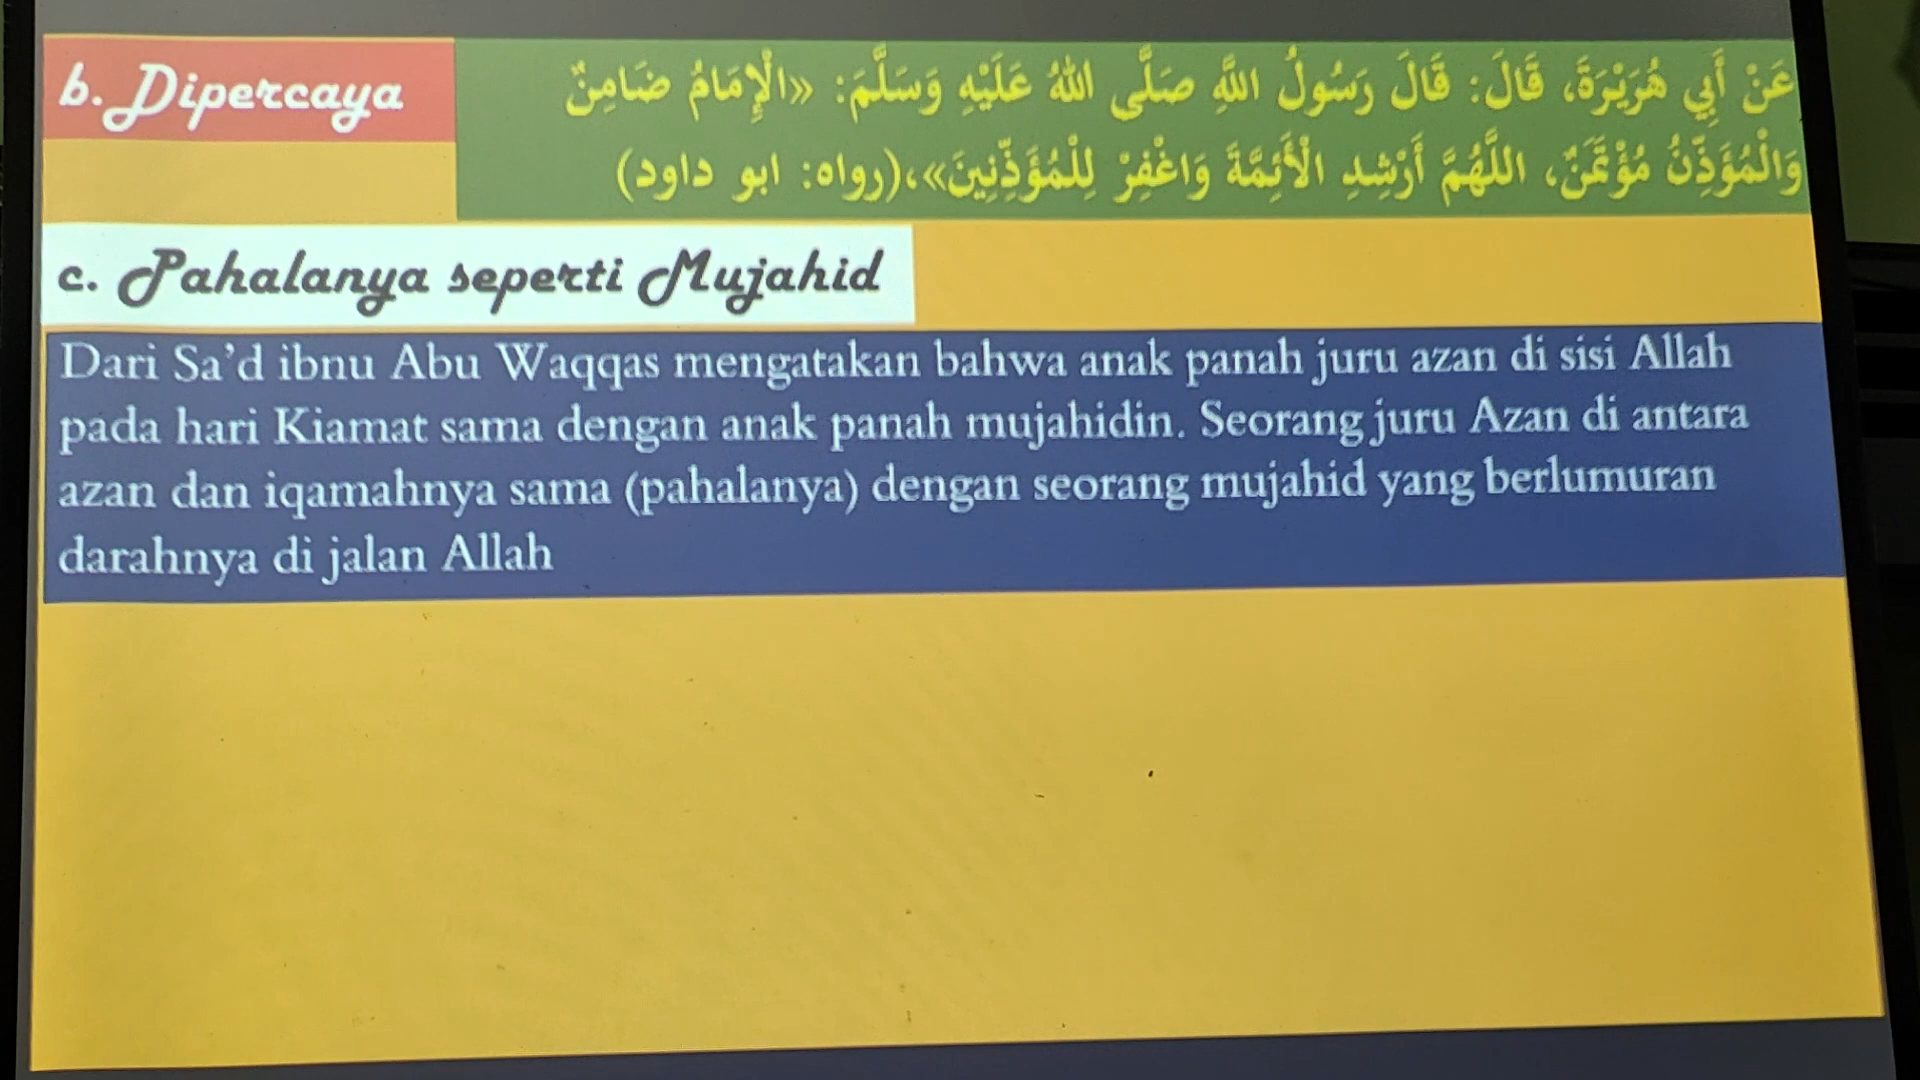 b. Dipercaya
عَنْ أَبِي هُرَيْرَةَ، قَالَ: قَالَ رَسُولُ اللَّهِ صَلَّى اللهُ عَلَيْهِ وَسَلَّمَ: «الْإِمَامُ ضَامِنٌ
وَالْمُؤَذِّنُ مُؤْتَمَنٌ، اللَّهُمَّ أَرْشِدِ الْأَئِمَّةَ وَاغْفِرْ لِلْمُؤَذِّنِينَ»،(رواه: ابو داود)
c. Pahalanya seperti Mujahid
Dari Sa’d ibnu Abu Waqqas mengatakan bahwa anak panah juru azan di sisi Allah
pada hari Kiamat sama dengan anak panah mujahidin. Seorang juru Azan di antara
azan dan iqamahnya sama (pahalanya) dengan seorang mujahid yang berlumuran
darahnya di jalan Allah